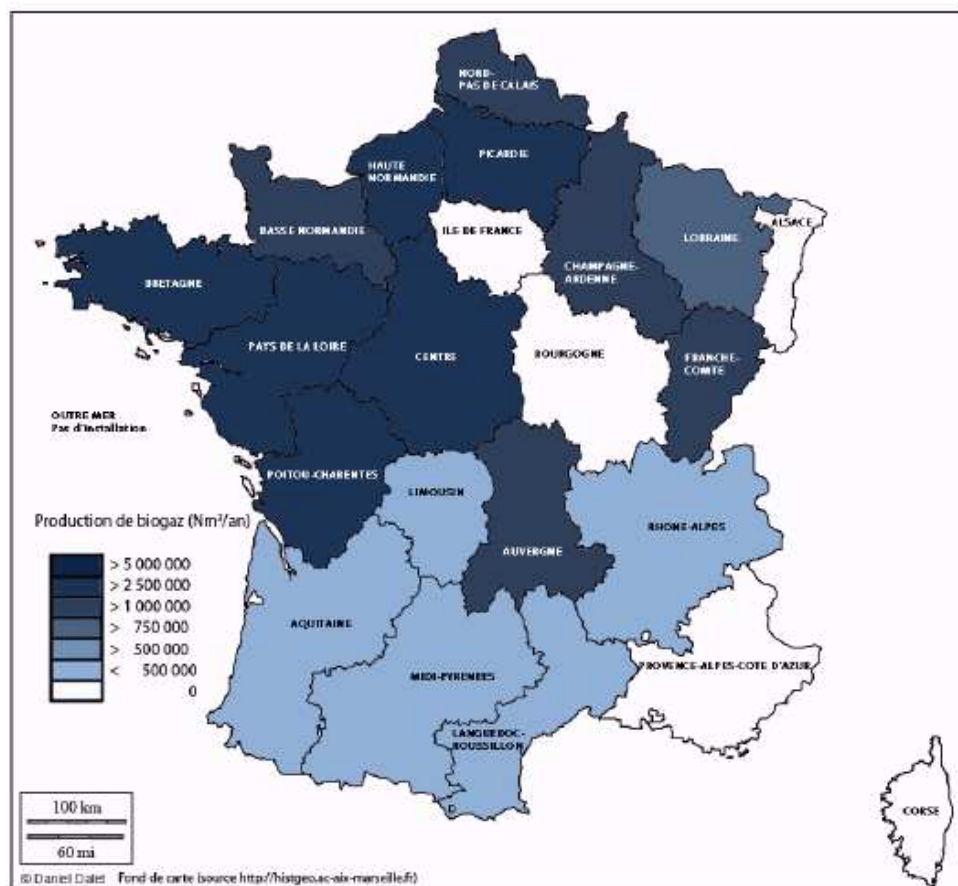 NORD-
PAS DE CALAIS
PICARDIE
HAUTE
NORMANDIE
BASSE NORMANDIE
ILE DE FRANCE
ALSACE
LORRAINE
CHAMPAGNE-
ARDENNE
BRETAGNE
PAYS DE LA LOIRE
CENTRE
BOURGOGNE
FRANCHE-
COMTE
OUTRE MER :
Pas d'installation
POITOU-CHARENTES
LIMOUSIN
AUVERGNE
RHONE-ALPES
AQUITAINE
MIDI-PYRENEES
PROVENCE-ALPES-COTE D'AZUR
LANGUEDOC-
ROUSSILLON
CORSE
Production de biogaz (Nm³/an)
> 5 000 000
> 2 500 000
> 1 000 000
> 750 000
> 500 000
< 500 000
0
100 km
60 mi
© Daniel Dalet Fond de carte (source http://histgeo.ac-aix-marseille.fr)